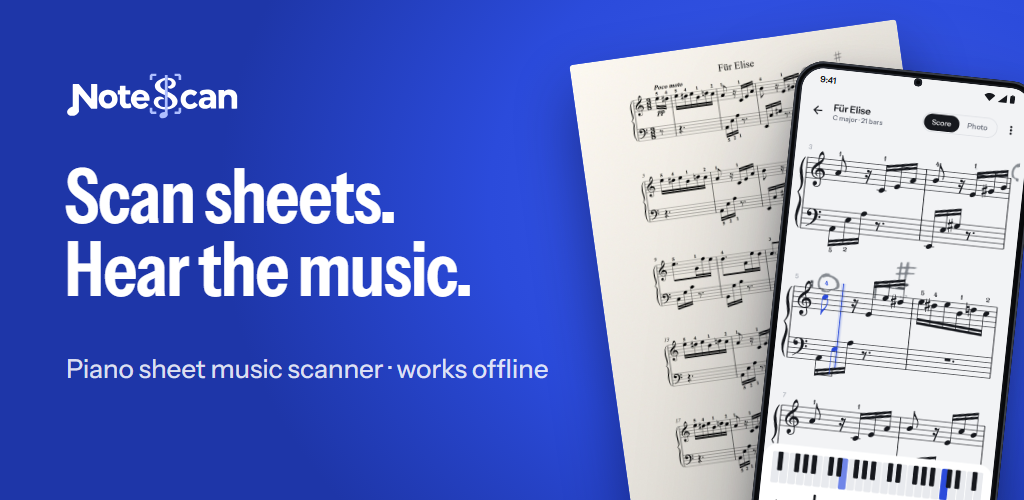 NoteScan
Scan sheets.
Hear the music.
Piano sheet music scanner · works offline
Für Elise
Poco moto
pp
9:41
Für Elise
C major · 21 bars
Score
Photo